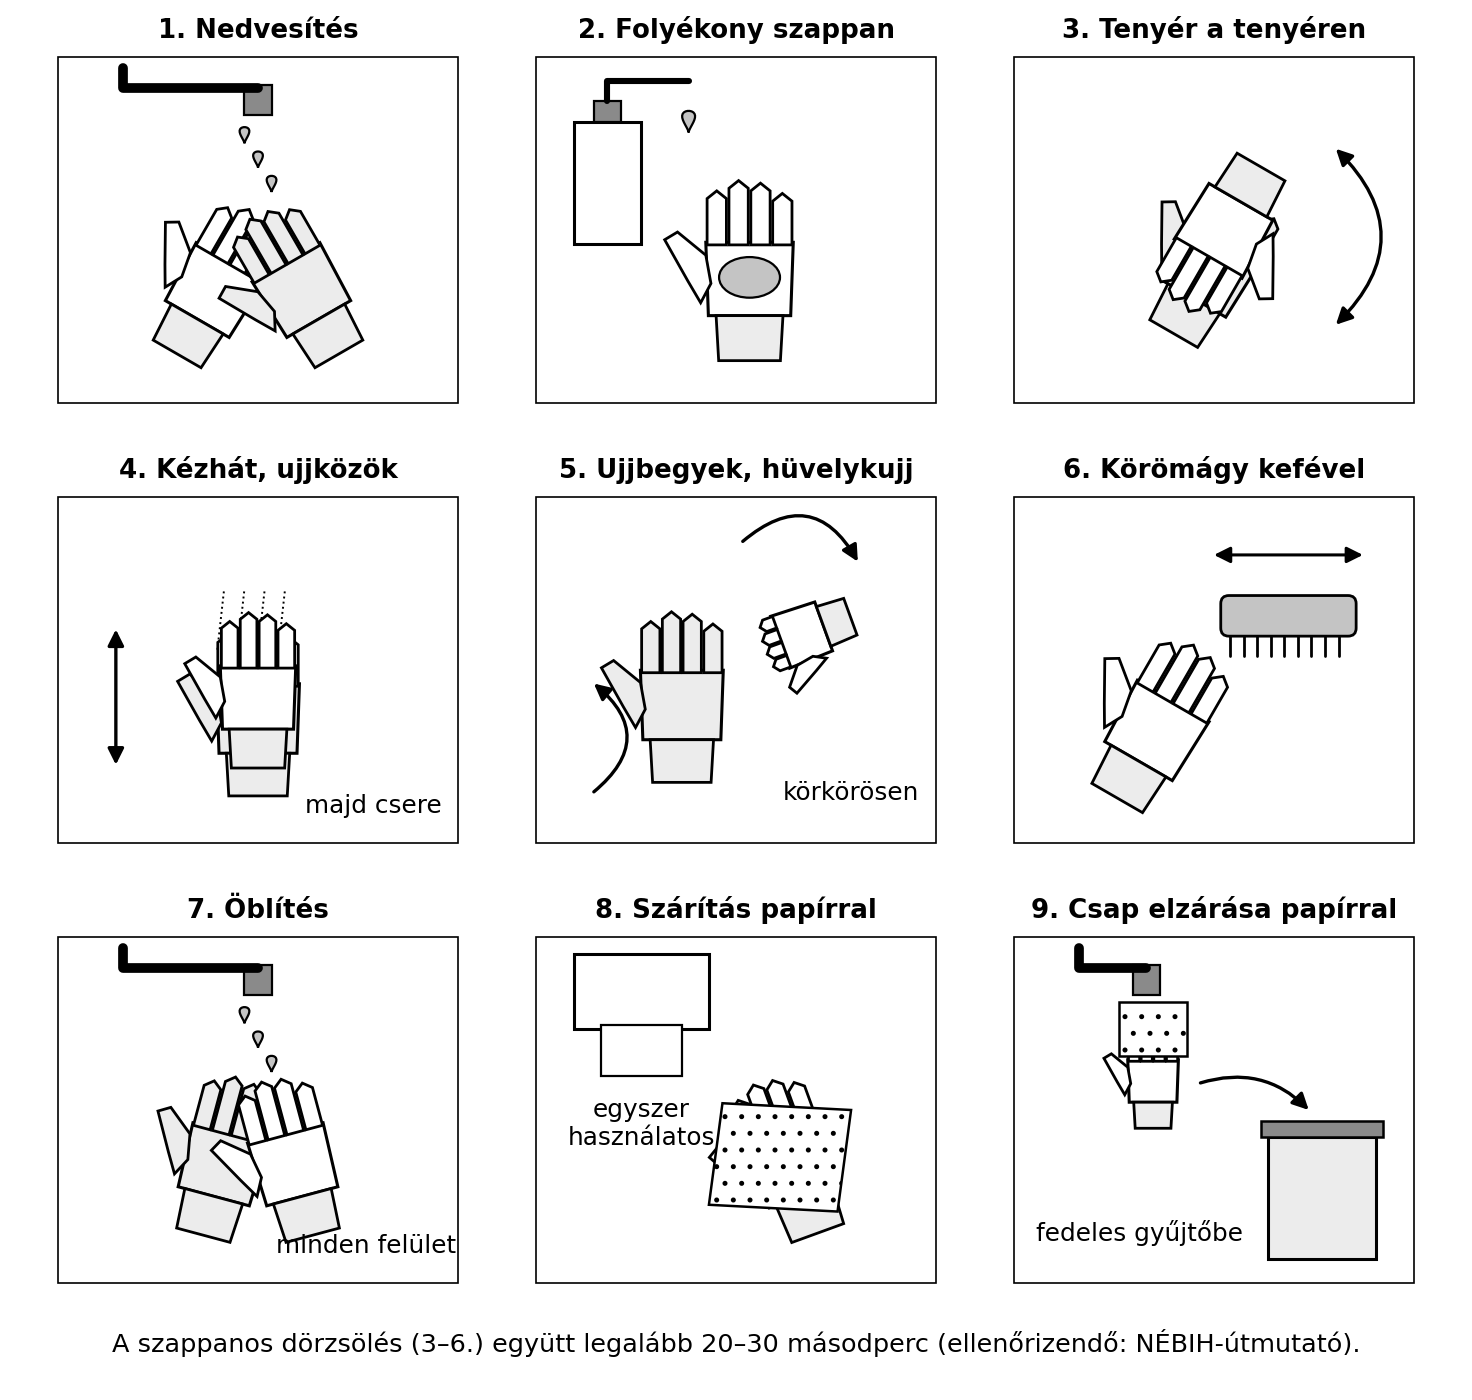 1. Nedvesítés
2. Folyékony szappan
3. Tenyér a tenyéren
4. Kézhát, ujjközök
5. Ujjbegyek, hüvelykujj
6. Körömágy kefével
majd csere
körkörösen
7. Öblítés
8. Szárítás papírral
9. Csap elzárása papírral
minden felület
egyszer
használatos
fedeles gyűjtőbe
A szappanos dörzsölés (3–6.) együtt legalább 20–30 másodperc (ellenőrizendő: NÉBIH-útmutató).